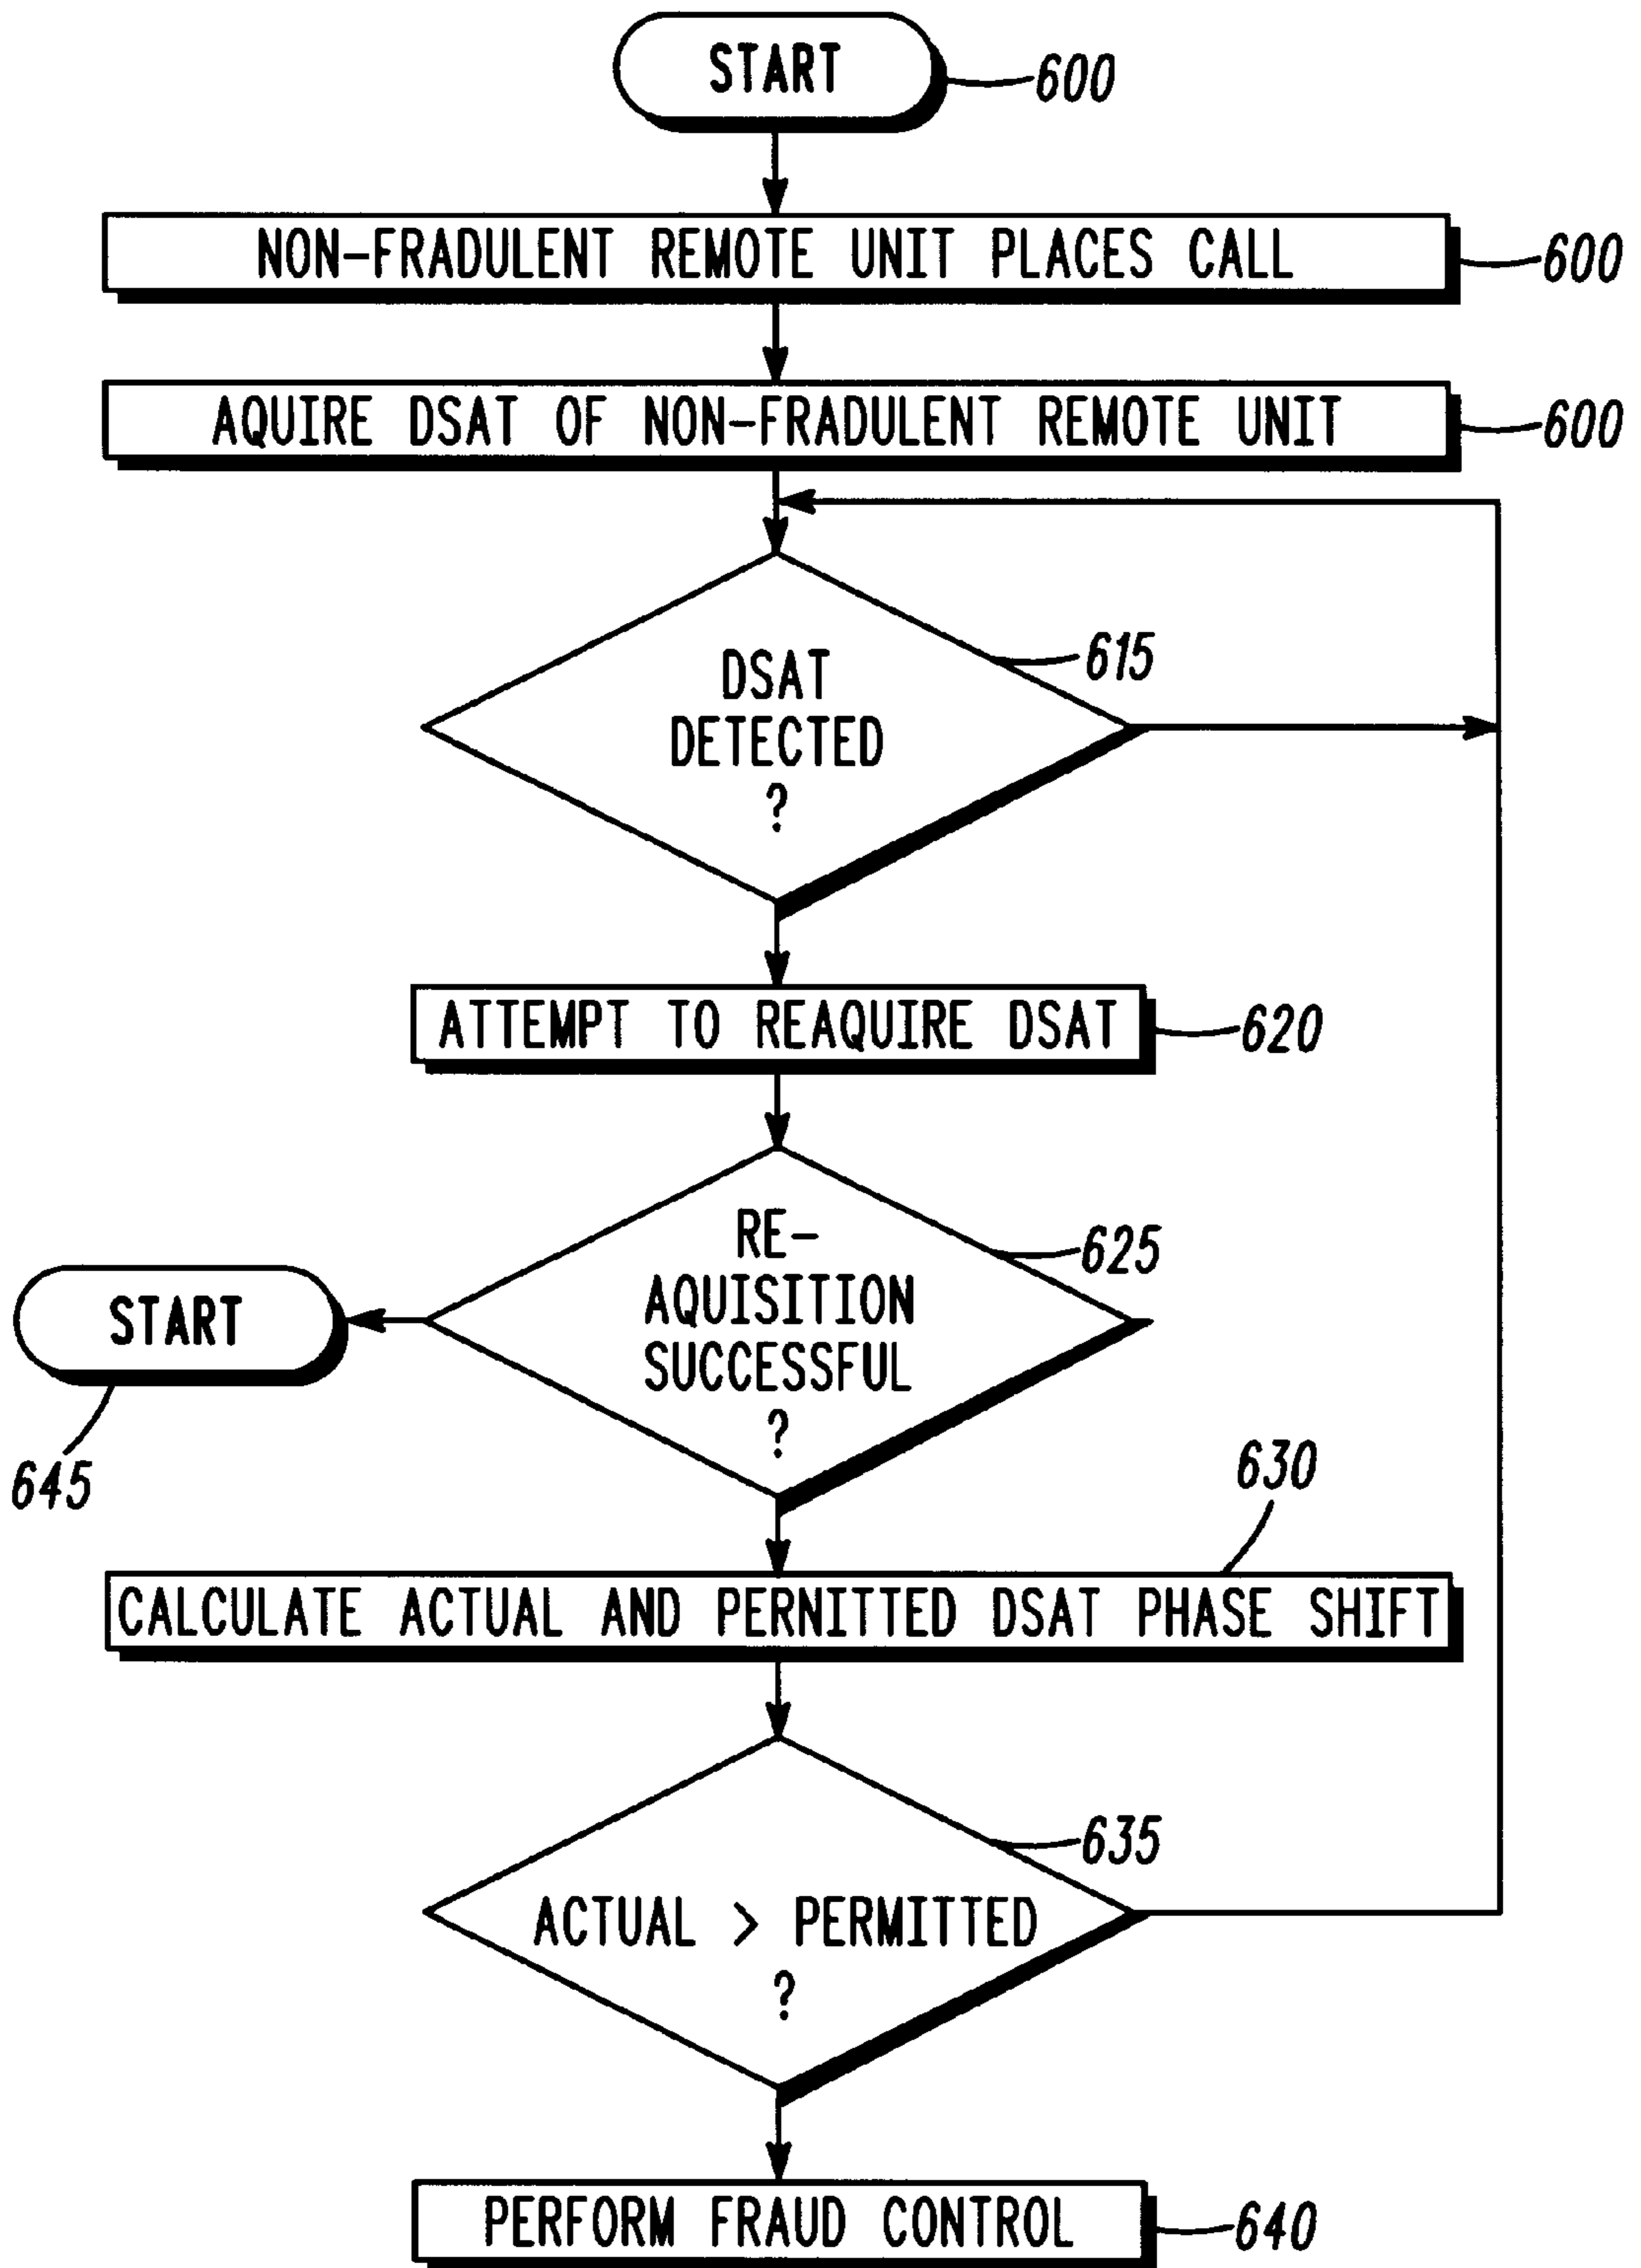 START
600
NON-FRADULENT REMOTE UNIT PLACES CALL
600
AQUIRE DSAT OF NON-FRADULENT REMOTE UNIT
600
615
DSAT
DETECTED
?
ATTEMPT TO REAQUIRE DSAT
620
RE-
AQUISITION
SUCCESSFUL
?
625
START
645
630
CALCULATE ACTUAL AND PERNITTED DSAT PHASE SHIFT
635
ACTUAL > PERMITTED
?
PERFORM FRAUD CONTROL
640